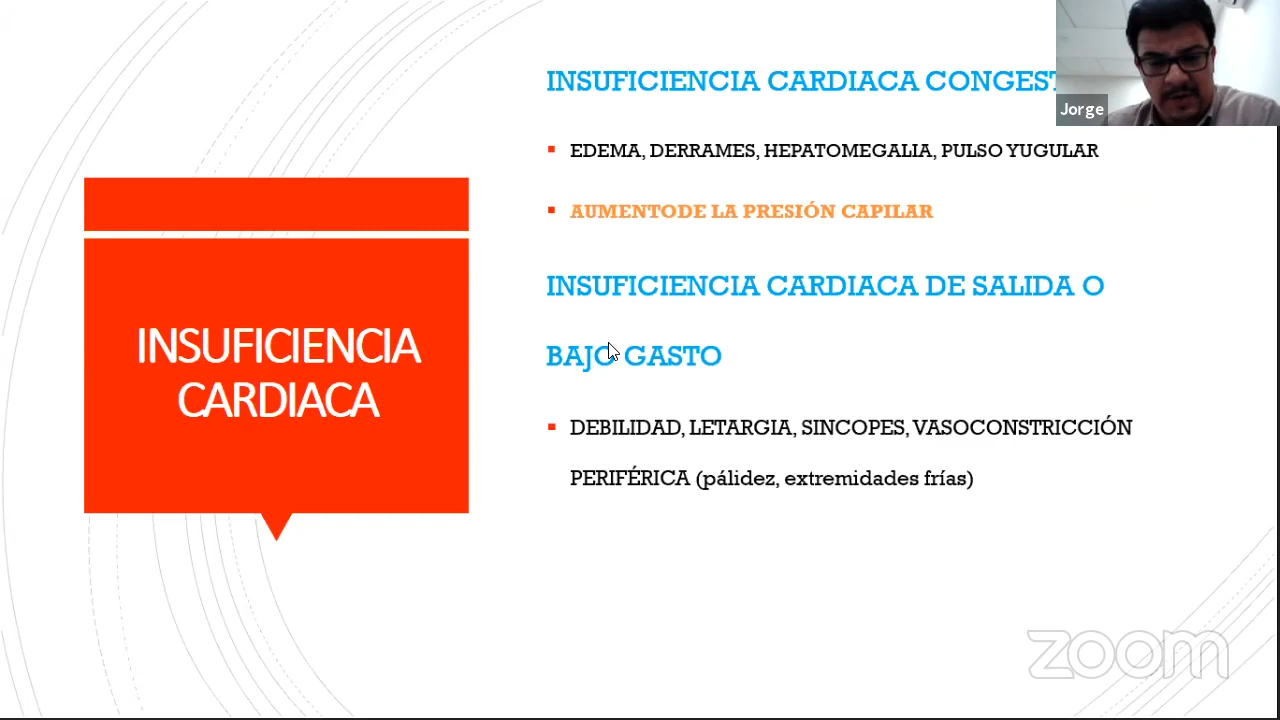 INSUFICIENCIA
CARDIACA
INSUFICIENCIA CARDIACA CONGEST
Jorge
EDEMA, DERRAMES, HEPATOMEGALIA, PULSO YUGULAR
AUMENTODE LA PRESIÓN CAPILAR
INSUFICIENCIA CARDIACA DE SALIDA O
BAJO GASTO
DEBILIDAD, LETARGIA, SINCOPES, VASOCONSTRICCIÓN
PERIFÉRICA (pálidez, extremidades frías)
zoom